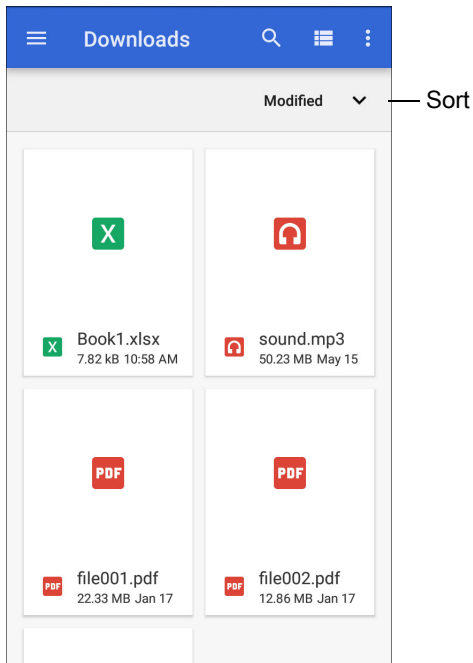 Downloads
Modified
Sort
X
Book1.xlsx
7.82 kB 10:58 AM
sound.mp3
50.23 MB May 15
X
PDF
PDF
file001.pdf
22.33 MB Jan 17
PDF
file002.pdf
12.86 MB Jan 17
PDF